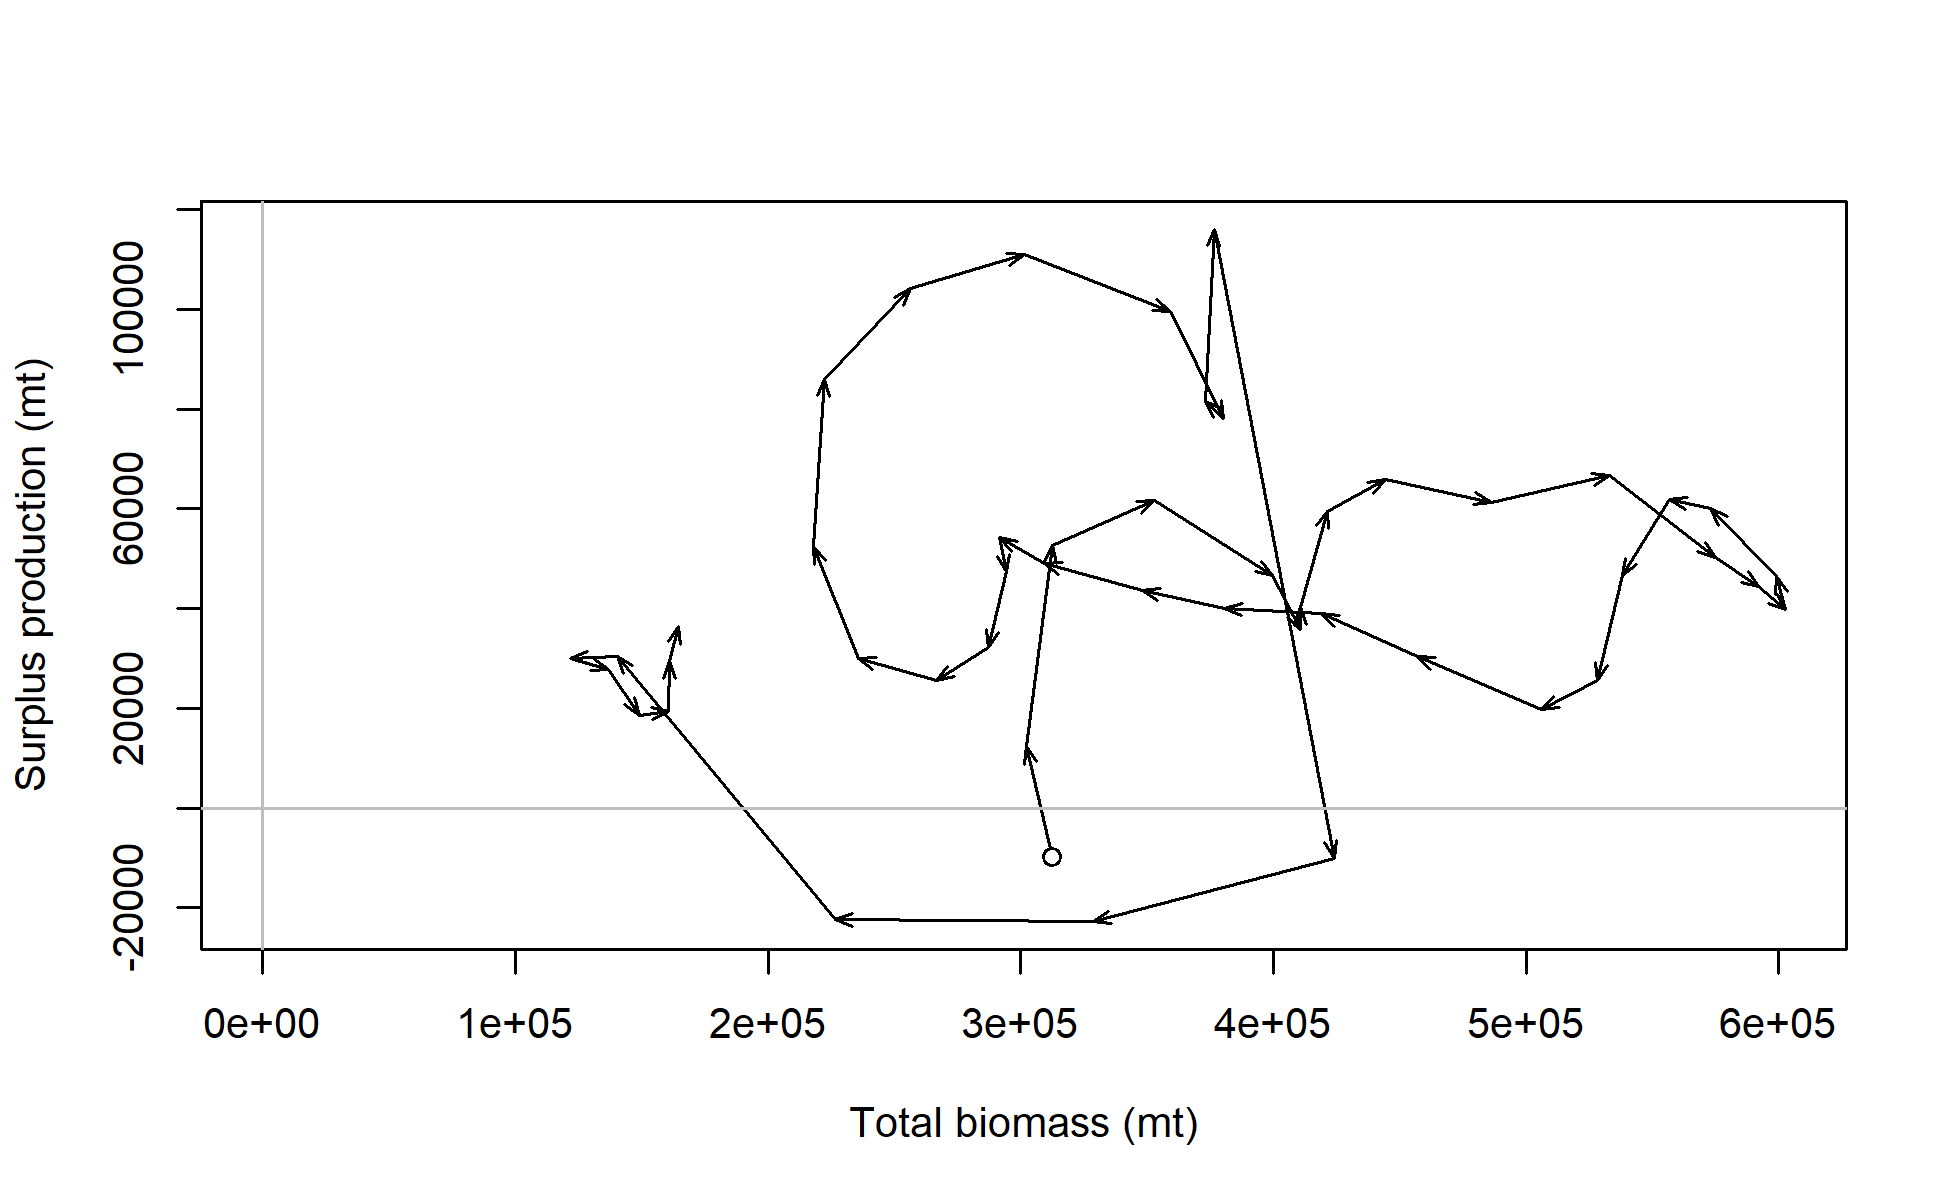 Surplus production (mt)
100000
60000
20000
-20000
0e+00 1e+05 2e+05 3e+05 4e+05 5e+05 6e+05
Total biomass (mt)